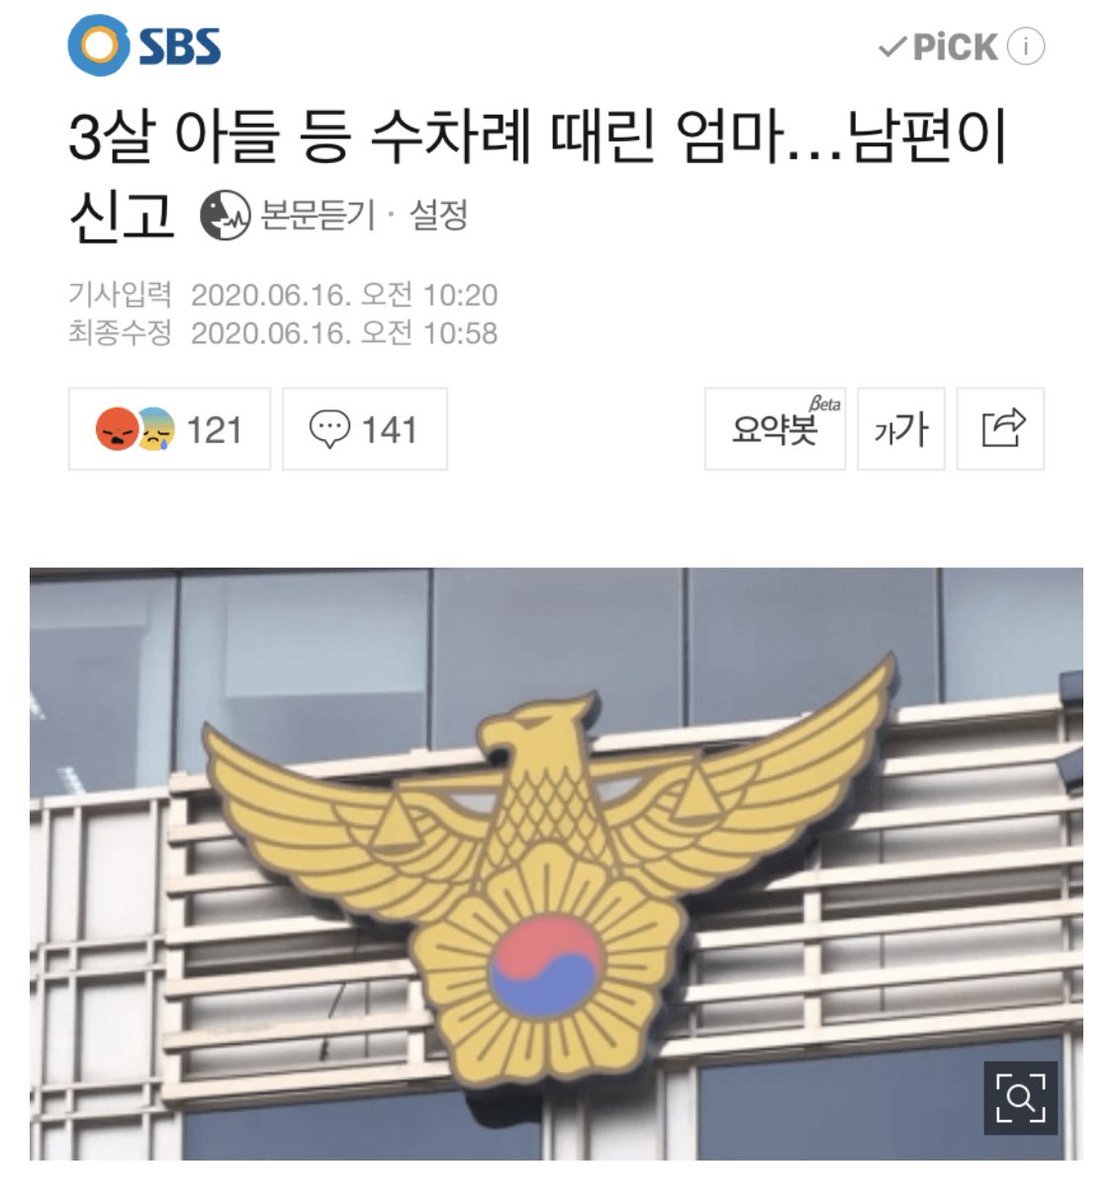 SBS
PiCK i
3살 아들 등 수차례 때린 엄마...남편이
신고 본문듣기 · 설정
기사입력 2020.06.16. 오전 10:20
최종수정 2020.06.16. 오전 10:58
121 141 요약봇 Beta 가가